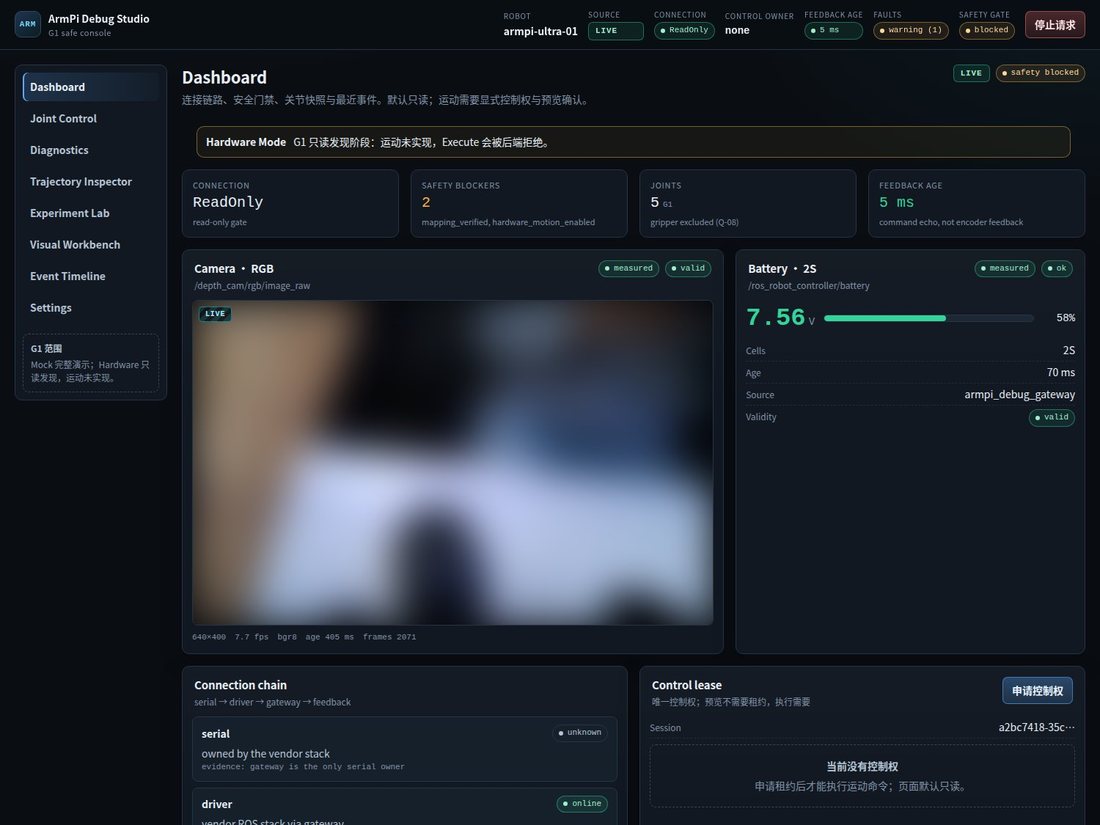 ARM
ArmPi Debug Studio
G1 safe console
ROBOT
armpi-ultra-01
SOURCE
LIVE
CONNECTION
ReadOnly
CONTROL OWNER
none
FEEDBACK AGE
5 ms
FAULTS
warning (1)
SAFETY GATE
blocked
停止请求
Dashboard
Joint Control
Diagnostics
Trajectory Inspector
Experiment Lab
Visual Workbench
Event Timeline
Settings
G1 范围
Mock 完整演示；Hardware 只
读发现，运动未实现。
Dashboard
连接链路、安全门禁、关节快照与最近事件。默认只读；运动需要显式控制权与预览确认。
LIVE
safety blocked
Hardware Mode G1 只读发现阶段：运动未实现，Execute 会被后端拒绝。
CONNECTION
ReadOnly
read-only gate
SAFETY BLOCKERS
2
mapping_verified, hardware_motion_enabled
JOINTS
5 G1
gripper excluded (Q-08)
FEEDBACK AGE
5 ms
command echo, not encoder feedback
Camera · RGB
measured
valid
/depth_cam/rgb/image_raw
LIVE
640×400 7.7 fps bgr8 age 405 ms frames 2071
Battery · 2S
measured
ok
/ros_robot_controller/battery
7.56 V
58%
Cells 2S
Age 70 ms
Source armpi_debug_gateway
Validity valid
Connection chain
serial → driver → gateway → feedback
serial
unknown
owned by the vendor stack
evidence: gateway is the only serial owner
driver
online
vendor ROS stack via gateway
Control lease
唯一控制权；预览不需要租约，执行需要
申请控制权
Session a2bc7418-35c…
当前没有控制权
申请租约后才能执行运动命令；页面默认只读。